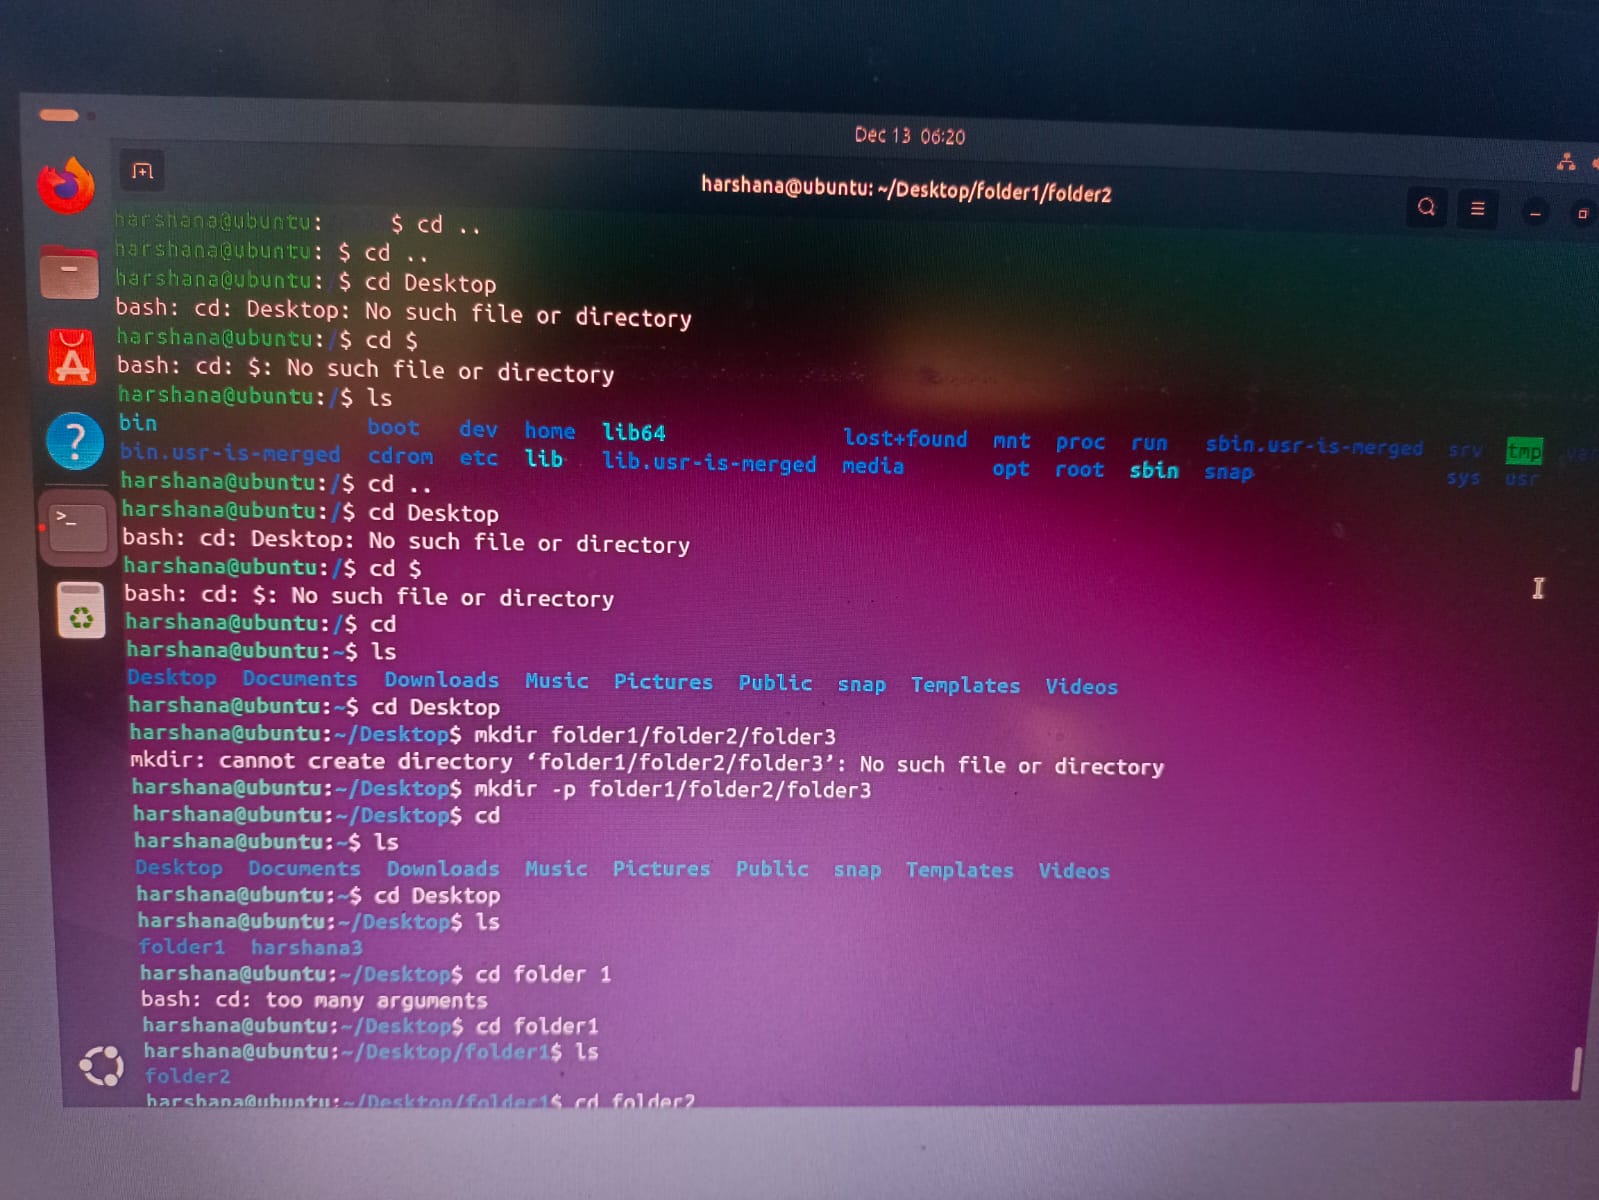 Dec 13 06:20
harshana@ubuntu: ~/Desktop/folder1/folder2
harshana@ubuntu: $ cd ..
harshana@ubuntu: $ cd ..
harshana@ubuntu: $ cd Desktop
bash: cd: Desktop: No such file or directory
harshana@ubuntu:/$ cd $
bash: cd: $: No such file or directory
harshana@ubuntu:/$ ls
bin boot dev home lib64 lost+found mnt proc run sbin.usr-is-merged srv tmp var
bin.usr-is-merged cdrom etc lib lib.usr-is-merged media opt root sbin snap sys usr
harshana@ubuntu:/$ cd ..
harshana@ubuntu:/$ cd Desktop
bash: cd: Desktop: No such file or directory
harshana@ubuntu:/$ cd $
bash: cd: $: No such file or directory
harshana@ubuntu:/$ cd
harshana@ubuntu:~$ ls
Desktop Documents Downloads Music Pictures Public snap Templates Videos
harshana@ubuntu:~$ cd Desktop
harshana@ubuntu:~/Desktop$ mkdir folder1/folder2/folder3
mkdir: cannot create directory ‘folder1/folder2/folder3’: No such file or directory
harshana@ubuntu:~/Desktop$ mkdir -p folder1/folder2/folder3
harshana@ubuntu:~/Desktop$ cd
harshana@ubuntu:~$ ls
Desktop Documents Downloads Music Pictures Public snap Templates Videos
harshana@ubuntu:~$ cd Desktop
harshana@ubuntu:~/Desktop$ ls
folder1 harshana3
harshana@ubuntu:~/Desktop$ cd folder 1
bash: cd: too many arguments
harshana@ubuntu:~/Desktop$ cd folder1
harshana@ubuntu:~/Desktop/folder1$ ls
folder2
harshana@ubuntu:~/Desktop/folder1$ cd folder2